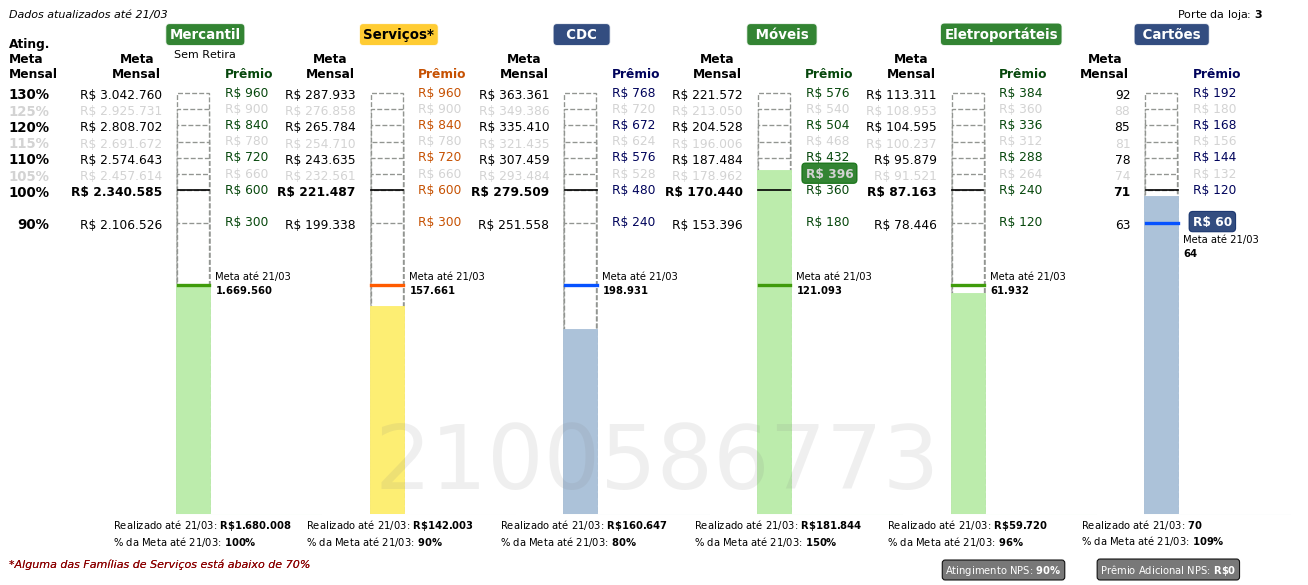 Dados atualizados até 21/03
Porte da loja: 3
Mercantil Serviços* CDC Móveis Eletroportáteis Cartões
Sem Retira
Ating. Meta Mensal
Meta Mensal Prêmio Meta Mensal Prêmio Meta Mensal Prêmio Meta Mensal Prêmio Meta Mensal Prêmio Meta Mensal Prêmio
130% R$ 3.042.760 R$ 960 R$ 287.933 R$ 960 R$ 363.361 R$ 768 R$ 221.572 R$ 576 R$ 113.311 R$ 384 92 R$ 192
125% R$ 2.925.731 R$ 900 R$ 276.858 R$ 900 R$ 349.386 R$ 720 R$ 213.050 R$ 540 R$ 108.953 R$ 360 88 R$ 180
120% R$ 2.808.702 R$ 840 R$ 265.784 R$ 840 R$ 335.410 R$ 672 R$ 204.528 R$ 504 R$ 104.595 R$ 336 85 R$ 168
115% R$ 2.691.672 R$ 780 R$ 254.710 R$ 780 R$ 321.435 R$ 624 R$ 196.006 R$ 468 R$ 100.237 R$ 312 81 R$ 156
110% R$ 2.574.643 R$ 720 R$ 243.635 R$ 720 R$ 307.459 R$ 576 R$ 187.484 R$ 432 R$ 95.879 R$ 288 78 R$ 144
105% R$ 2.457.614 R$ 660 R$ 232.561 R$ 660 R$ 293.484 R$ 528 R$ 178.962 R$ 396 R$ 91.521 R$ 264 74 R$ 132
100% R$ 2.340.585 R$ 600 R$ 221.487 R$ 600 R$ 279.509 R$ 480 R$ 170.440 R$ 360 R$ 87.163 R$ 240 71 R$ 120
90% R$ 2.106.526 R$ 300 R$ 199.338 R$ 300 R$ 251.558 R$ 240 R$ 153.396 R$ 180 R$ 78.446 R$ 120 63 R$ 60
Meta até 21/03
64
Meta até 21/03 Meta até 21/03 Meta até 21/03 Meta até 21/03 Meta até 21/03
1.669.560 157.661 198.931 121.093 61.932
2100586773
Realizado até 21/03: R$1.680.008 Realizado até 21/03: R$142.003 Realizado até 21/03: R$160.647 Realizado até 21/03: R$181.844 Realizado até 21/03: R$59.720 Realizado até 21/03: 70
% da Meta até 21/03: 100% % da Meta até 21/03: 90% % da Meta até 21/03: 80% % da Meta até 21/03: 150% % da Meta até 21/03: 96% % da Meta até 21/03: 109%
*Alguma das Famílias de Serviços está abaixo de 70%
Atingimento NPS: 90% Prêmio Adicional NPS: R$0